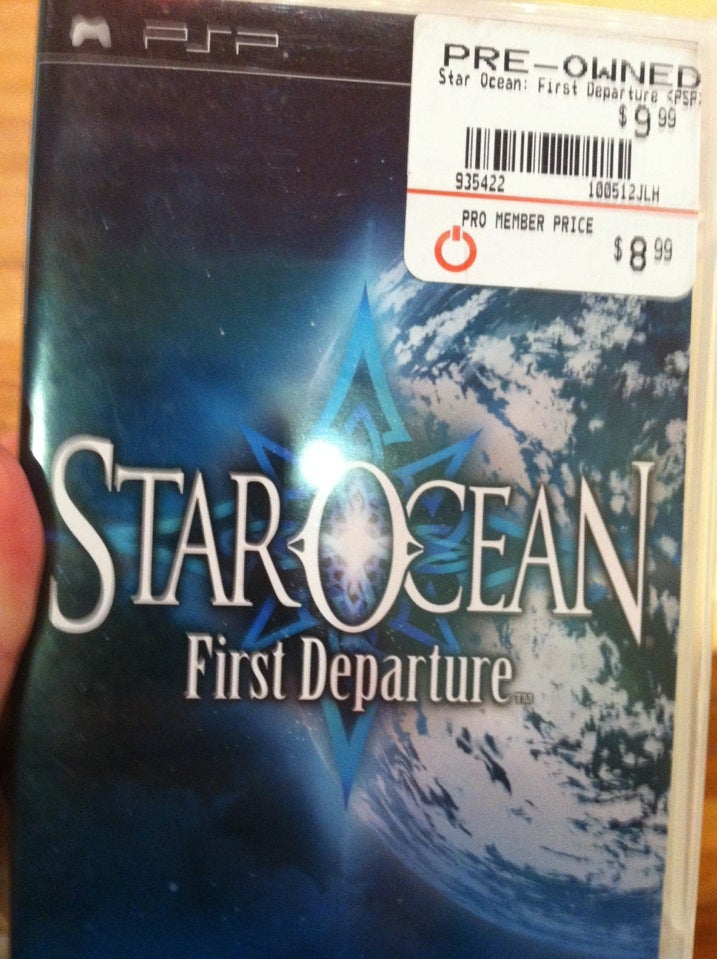 PSP
PRE-OWNED
Star Ocean: First Departure <PSP>
$9.99
935422 100512JLH
PRO MEMBER PRICE
$8.99
STAR OCEAN
First Departure™